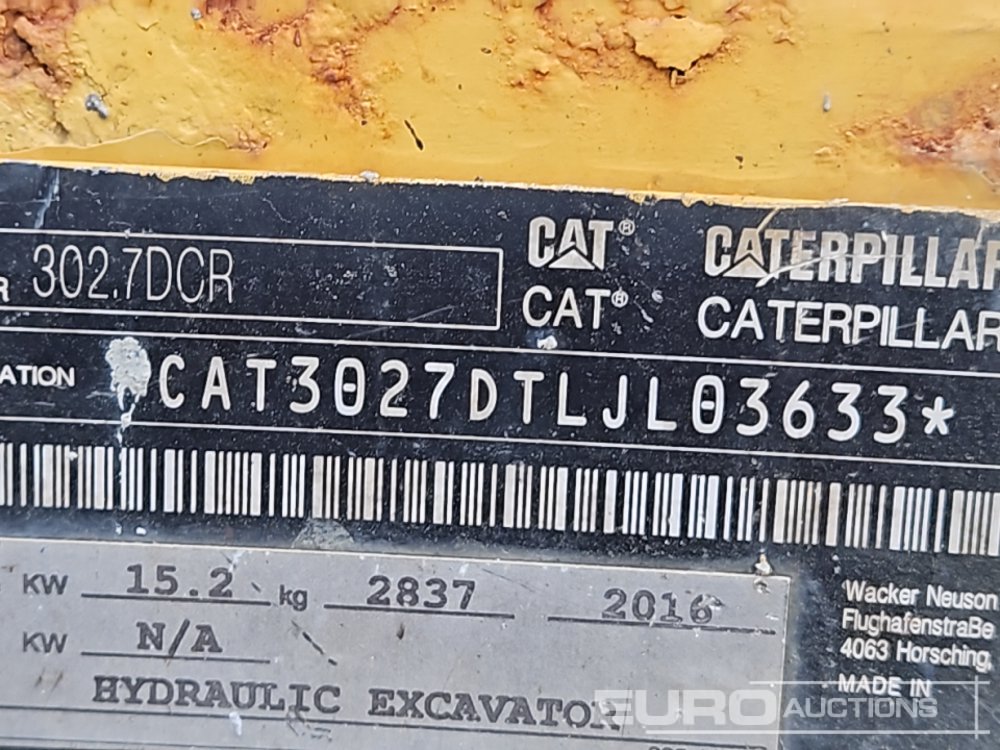 CAT® CATERPILLAR
R 302.7DCR
CAT® CATERPILLAR
ATION CAT3027DTLJL03633*
KW 15.2 kg 2837 2016
KW N/A
HYDRAULIC EXCAVATOR
Wacker Neuson
Flughafenstraße
4063 Horsching,
MADE IN
EURO AUCTIONS